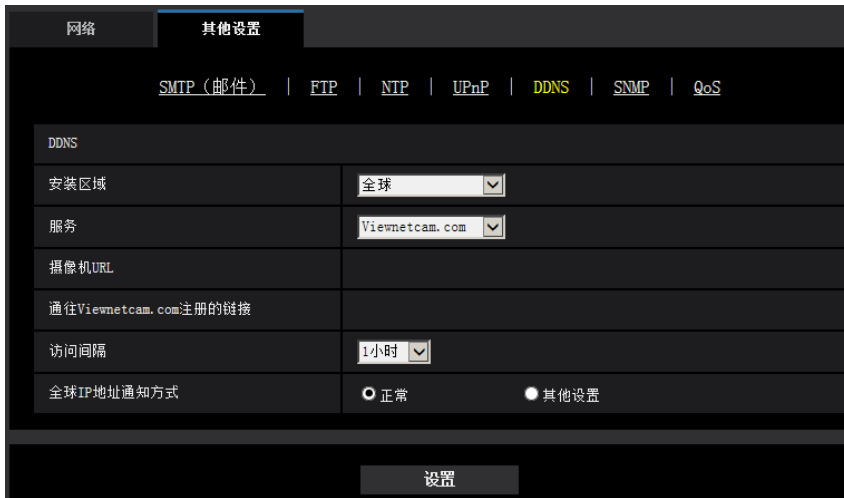 网络 其他设置
SMTP（邮件） | FTP | NTP | UPnP | DDNS | SNMP | QoS
DDNS
安装区域 全球
服务 Viewnetcam.com
摄像机URL
通往Viewnetcam.com注册的链接
访问间隔 1小时
全球IP地址通知方式 正常 其他设置
设置